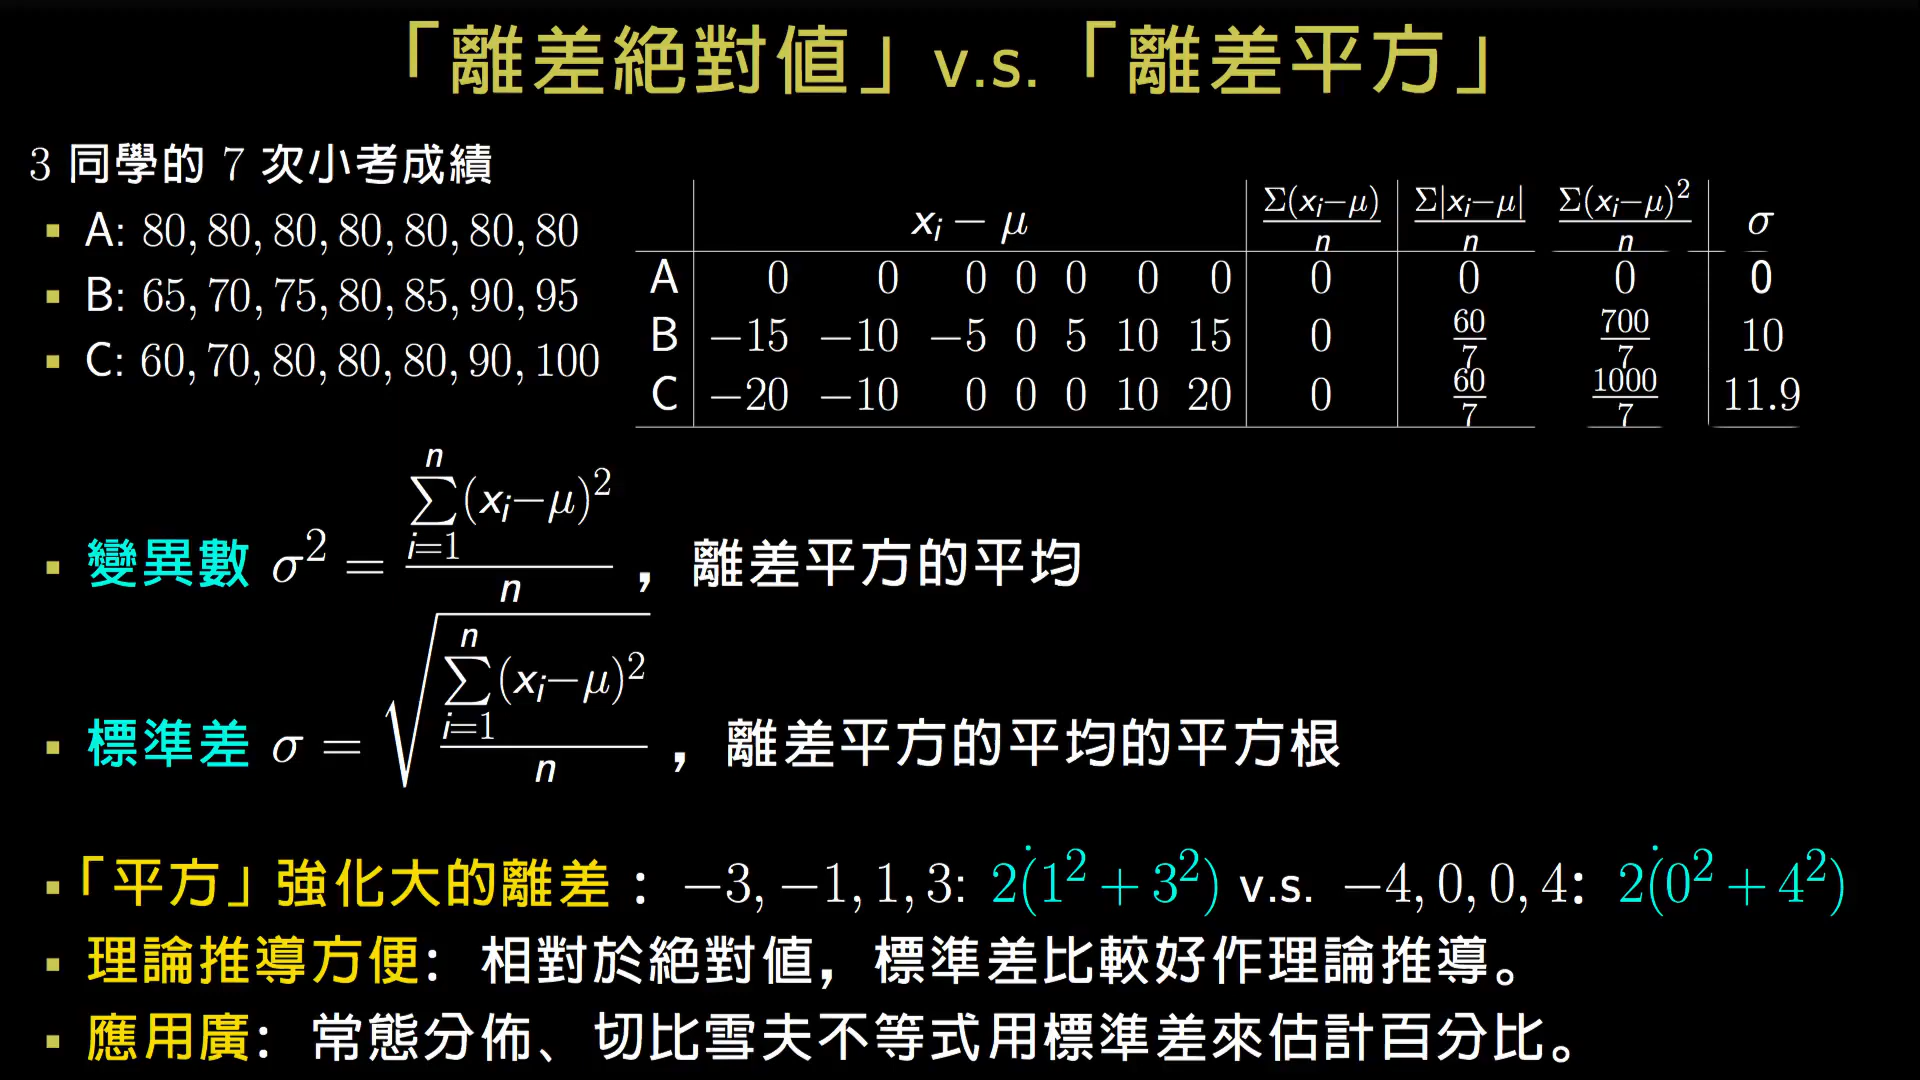 「離差絕對值」v.s.「離差平方」
3 同學的 7 次小考成績
▪ A: 80, 80, 80, 80, 80, 80, 80
▪ B: 65, 70, 75, 80, 85, 90, 95
▪ C: 60, 70, 80, 80, 80, 90, 100
xᵢ − μ   Σ(xᵢ−μ)/n   Σ|xᵢ−μ|/n   Σ(xᵢ−μ)²/n   σ
A   0   0   0   0   0   0   0   0   0   0   0
B   −15   −10   −5   0   5   10   15   0   60/7   700/7   10
C   −20   −10   0   0   0   10   20   0   60/7   1000/7   11.9
▪ 變異數 σ² = ∑ⁿᵢ₌₁(xᵢ−μ)² / n ，離差平方的平均
▪ 標準差 σ = √(∑ⁿᵢ₌₁(xᵢ−μ)² / n) ，離差平方的平均的平方根
▪「平方」強化大的離差：−3, −1, 1, 3: 2(̇1² + 3²) v.s. −4, 0, 0, 4: 2(̇0² + 4²)
▪ 理論推導方便：相對於絕對值，標準差比較好作理論推導。
▪ 應用廣：常態分佈、切比雪夫不等式用標準差來估計百分比。